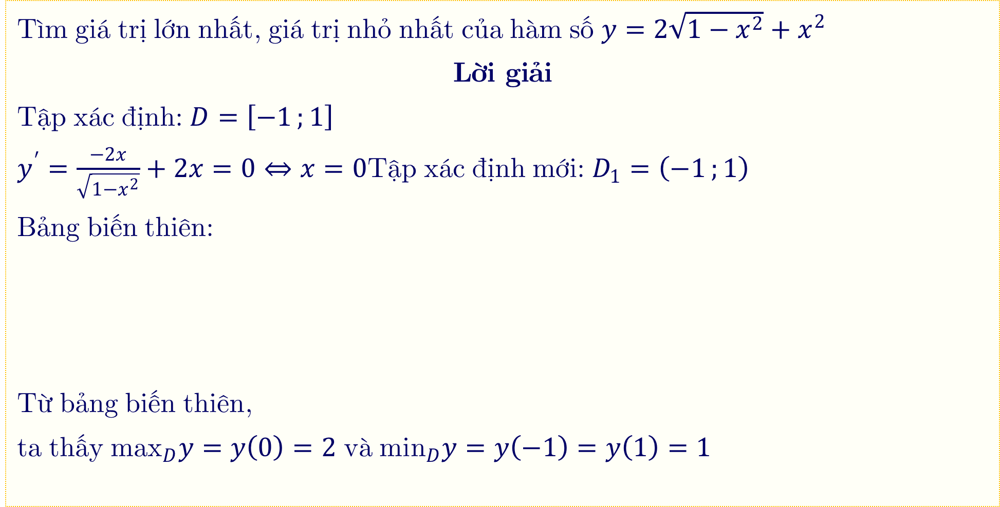 Tìm giá trị lớn nhất, giá trị nhỏ nhất của hàm số $y = 2\sqrt{1 - x^2} + x^2$
Lời giải
Tập xác định: $D = [-1\,; 1]$
$y' = \frac{-2x}{\sqrt{1-x^2}} + 2x = 0 \Leftrightarrow x = 0$Tập xác định mới: $D_1 = (-1\,; 1)$
Bảng biến thiên:
Từ bảng biến thiên,
ta thấy $\max_D y = y(0) = 2$ và $\min_D y = y(-1) = y(1) = 1$